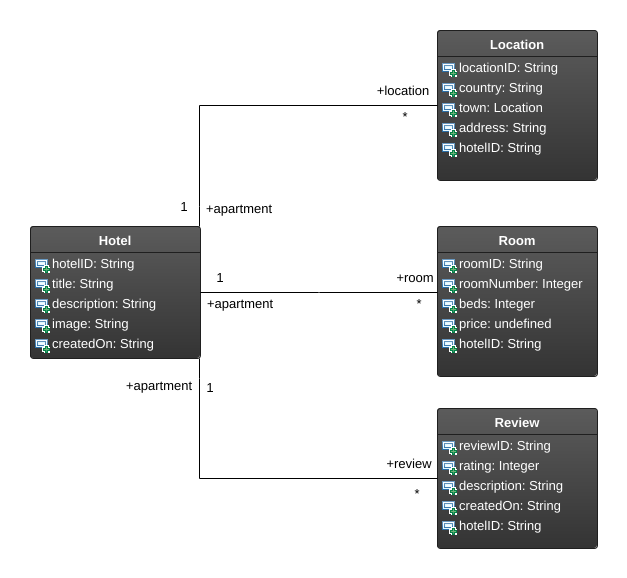 Location
locationID: String
country: String
town: Location
address: String
hotelID: String
+location
*
1
+apartment
Hotel
hotelID: String
title: String
description: String
image: String
createdOn: String
1
+apartment
+room
*
Room
roomID: String
roomNumber: Integer
beds: Integer
price: undefined
hotelID: String
+apartment
1
+review
*
Review
reviewID: String
rating: Integer
description: String
createdOn: String
hotelID: String